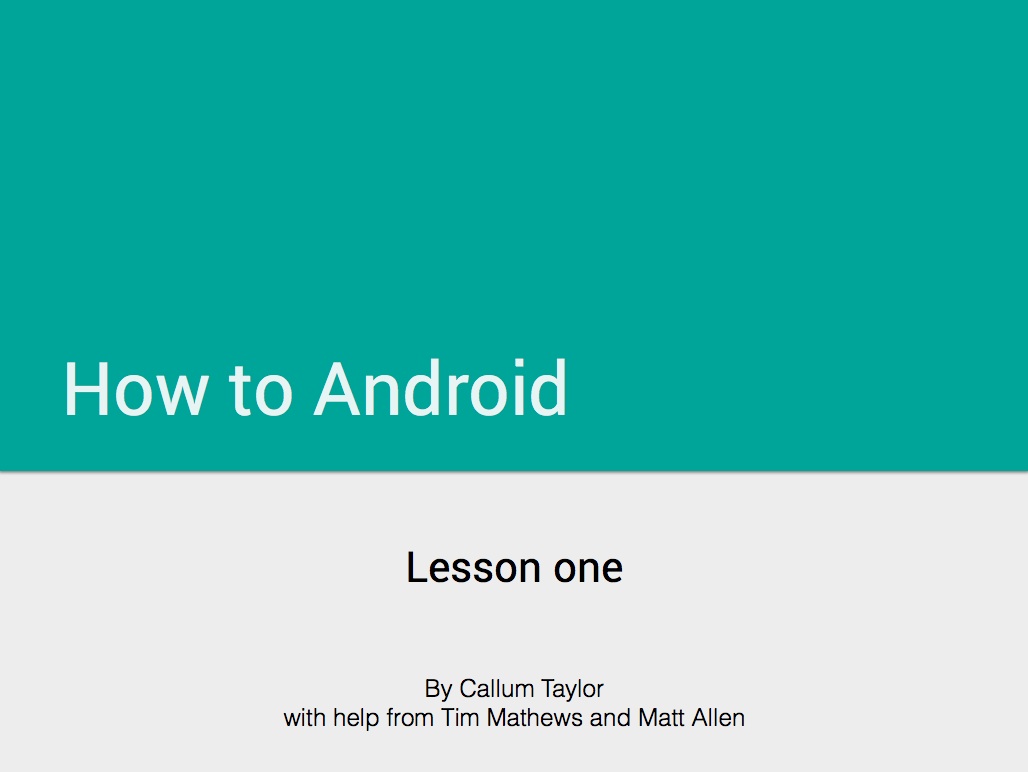 How to Android
Lesson one
By Callum Taylor
with help from Tim Mathews and Matt Allen